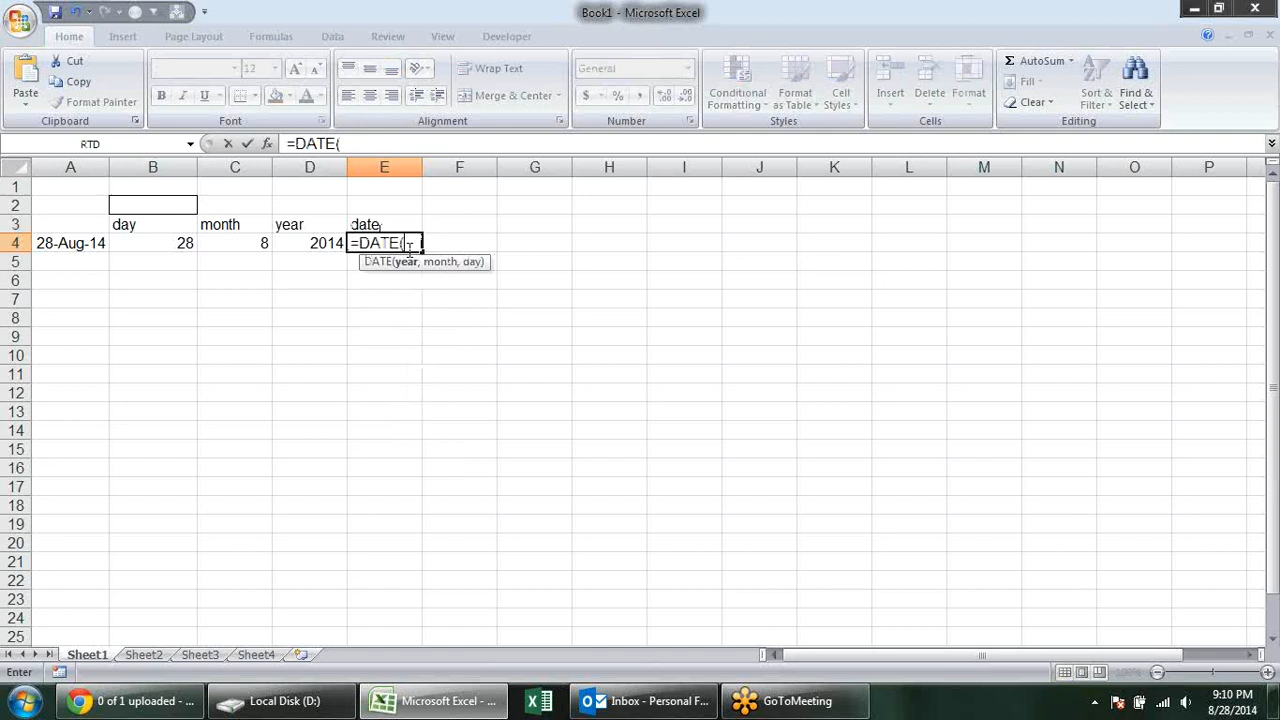 Book1 - Microsoft Excel
Home Insert Page Layout Formulas Data Review View Developer
Paste
Cut
Copy
Format Painter
Clipboard
12
B I U
Font
Wrap Text
Merge & Center
Alignment
General
$ % ,
Number
Conditional Formatting
Format as Table
Cell Styles
Styles
Insert
Delete
Format
Cells
AutoSum
Fill
Clear
Sort & Filter
Find & Select
Editing
RTD
fx
=DATE(
A B C D E F G H I J K L M N O P
1
2
3 day month year date
4 28-Aug-14 28 8 2014 =DATE(
DATE(year, month, day)
5
6
7
8
9
10
11
12
13
14
15
16
17
18
19
20
21
22
23
24
25
Sheet1 Sheet2 Sheet3 Sheet4
Enter
100%
0 of 1 uploaded - ...
Local Disk (D:)
Microsoft Excel - ...
Inbox - Personal F...
GoToMeeting
9:10 PM
8/28/2014